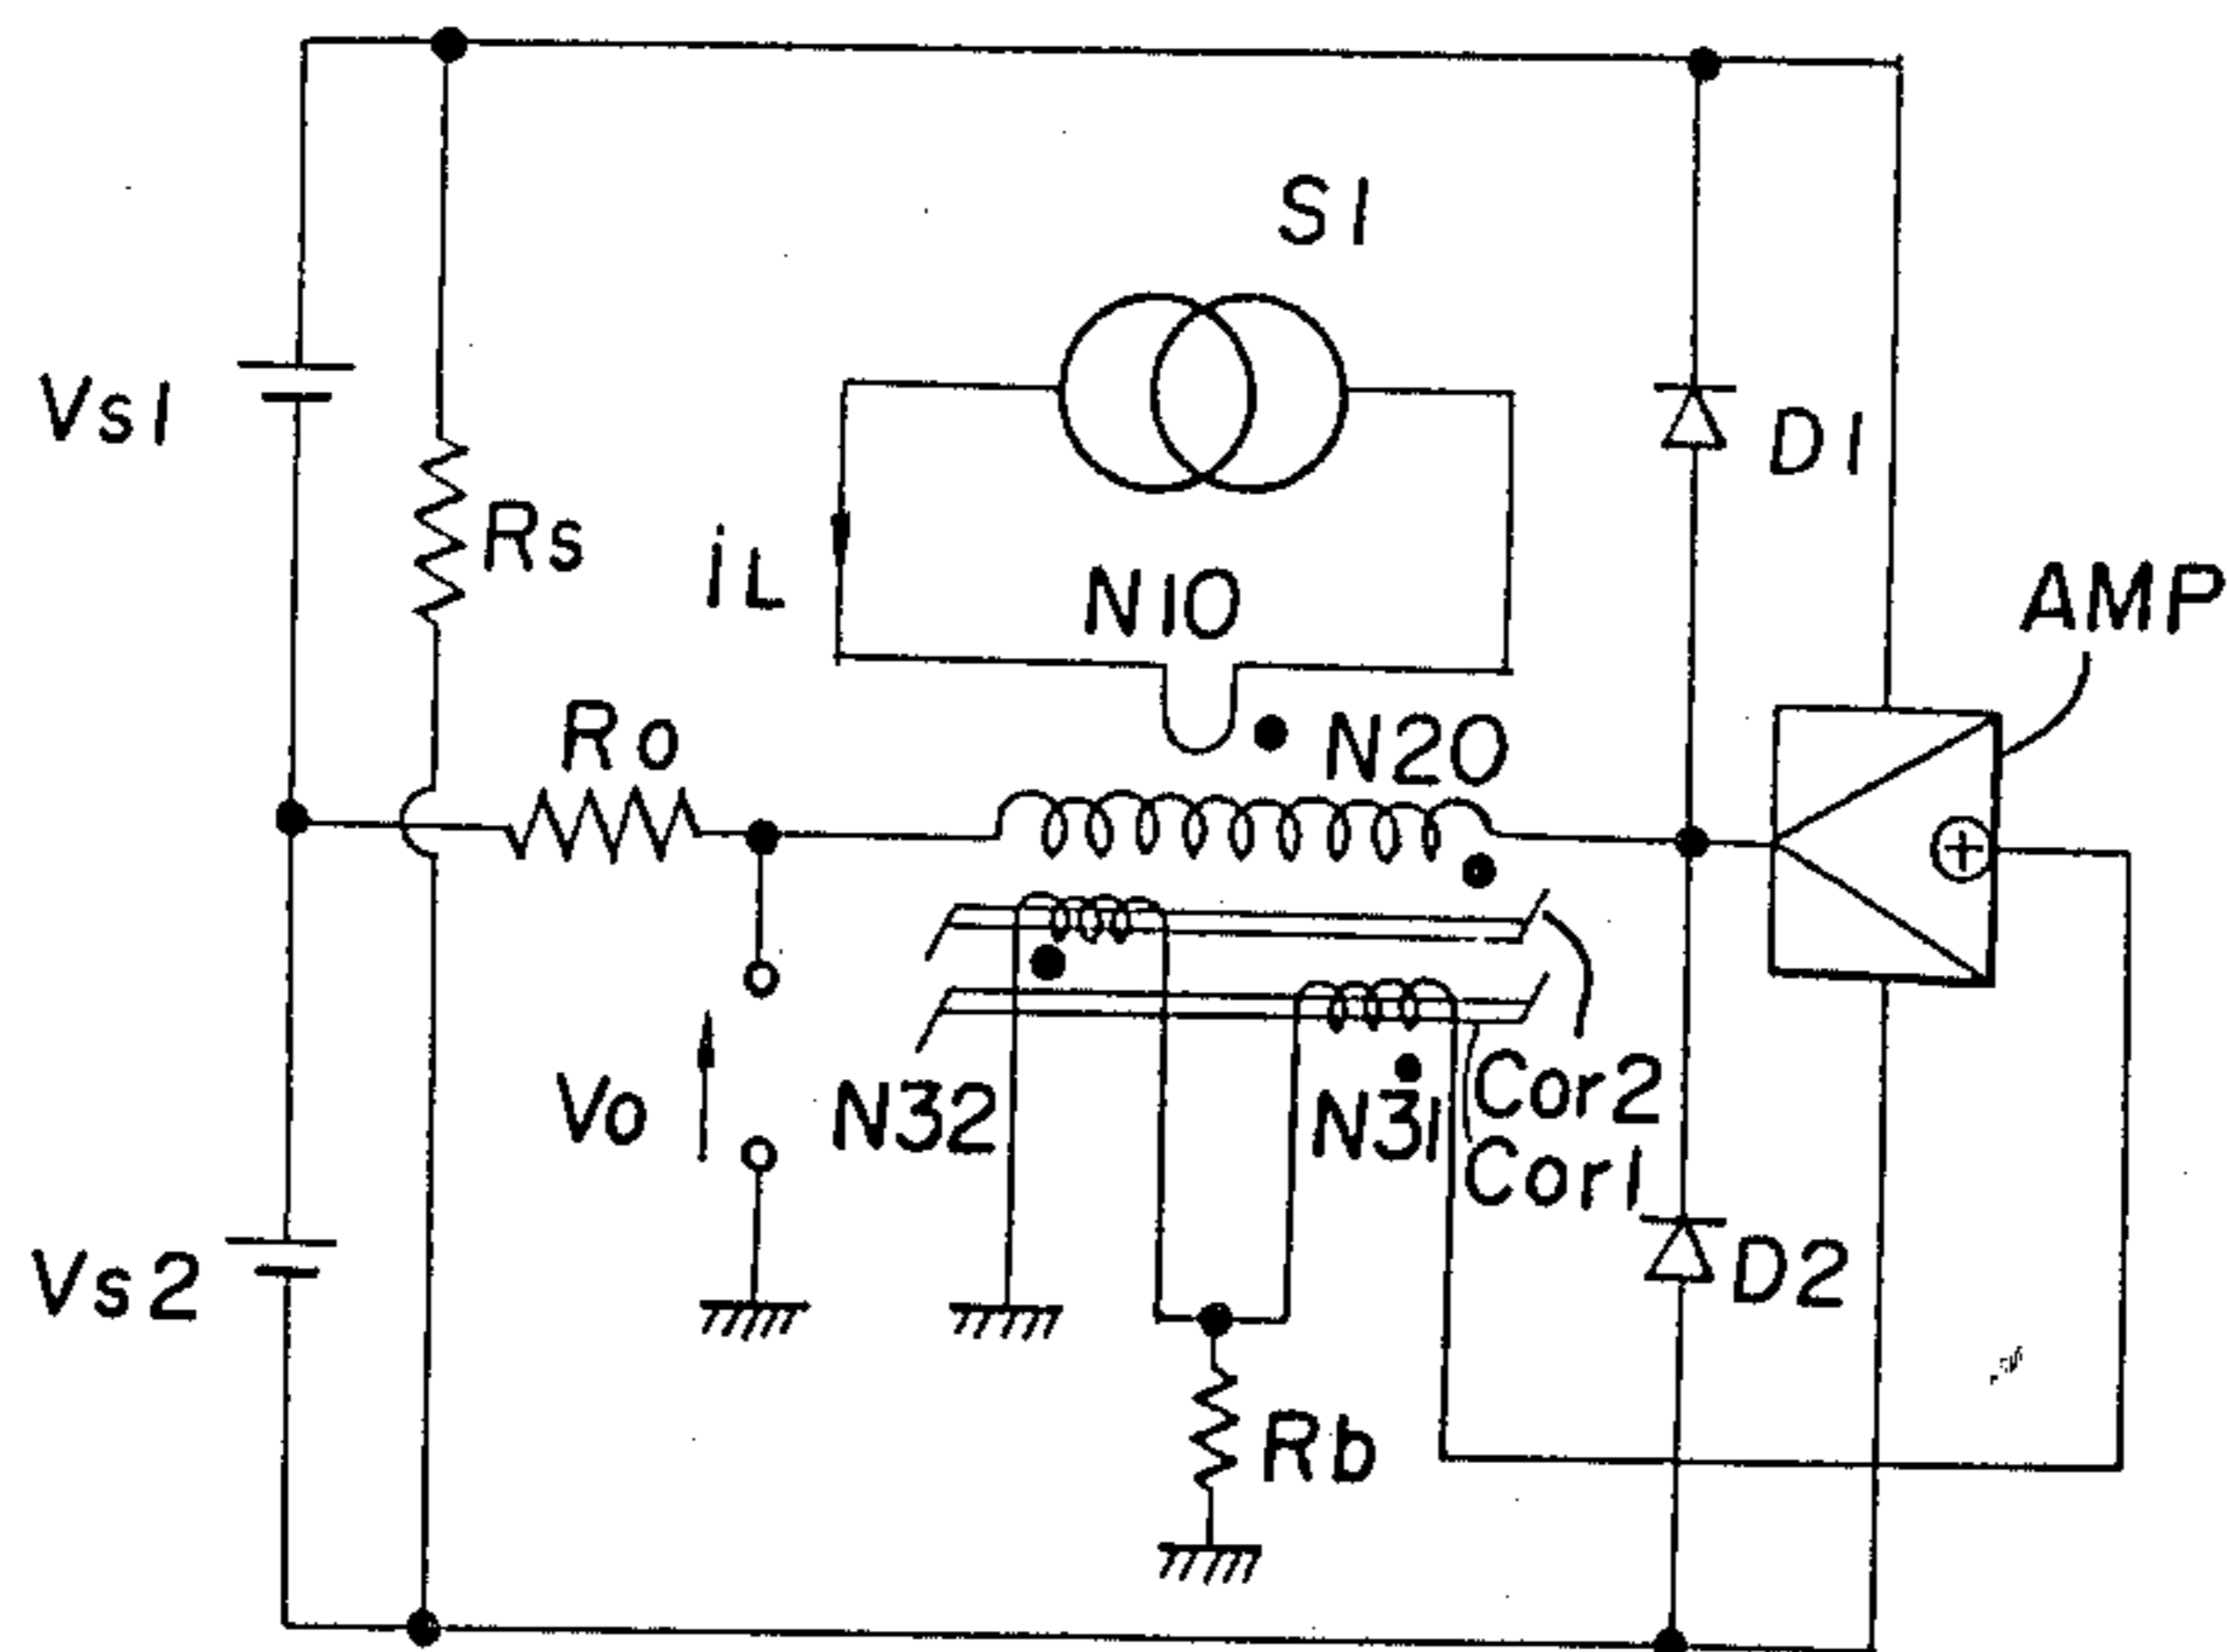 S1
Vs1
D1
Rs
iL
N10
AMP
Ro
N20
+
Vo
N32
N31
Cor2
Cor1
Vs2
D2
Rb